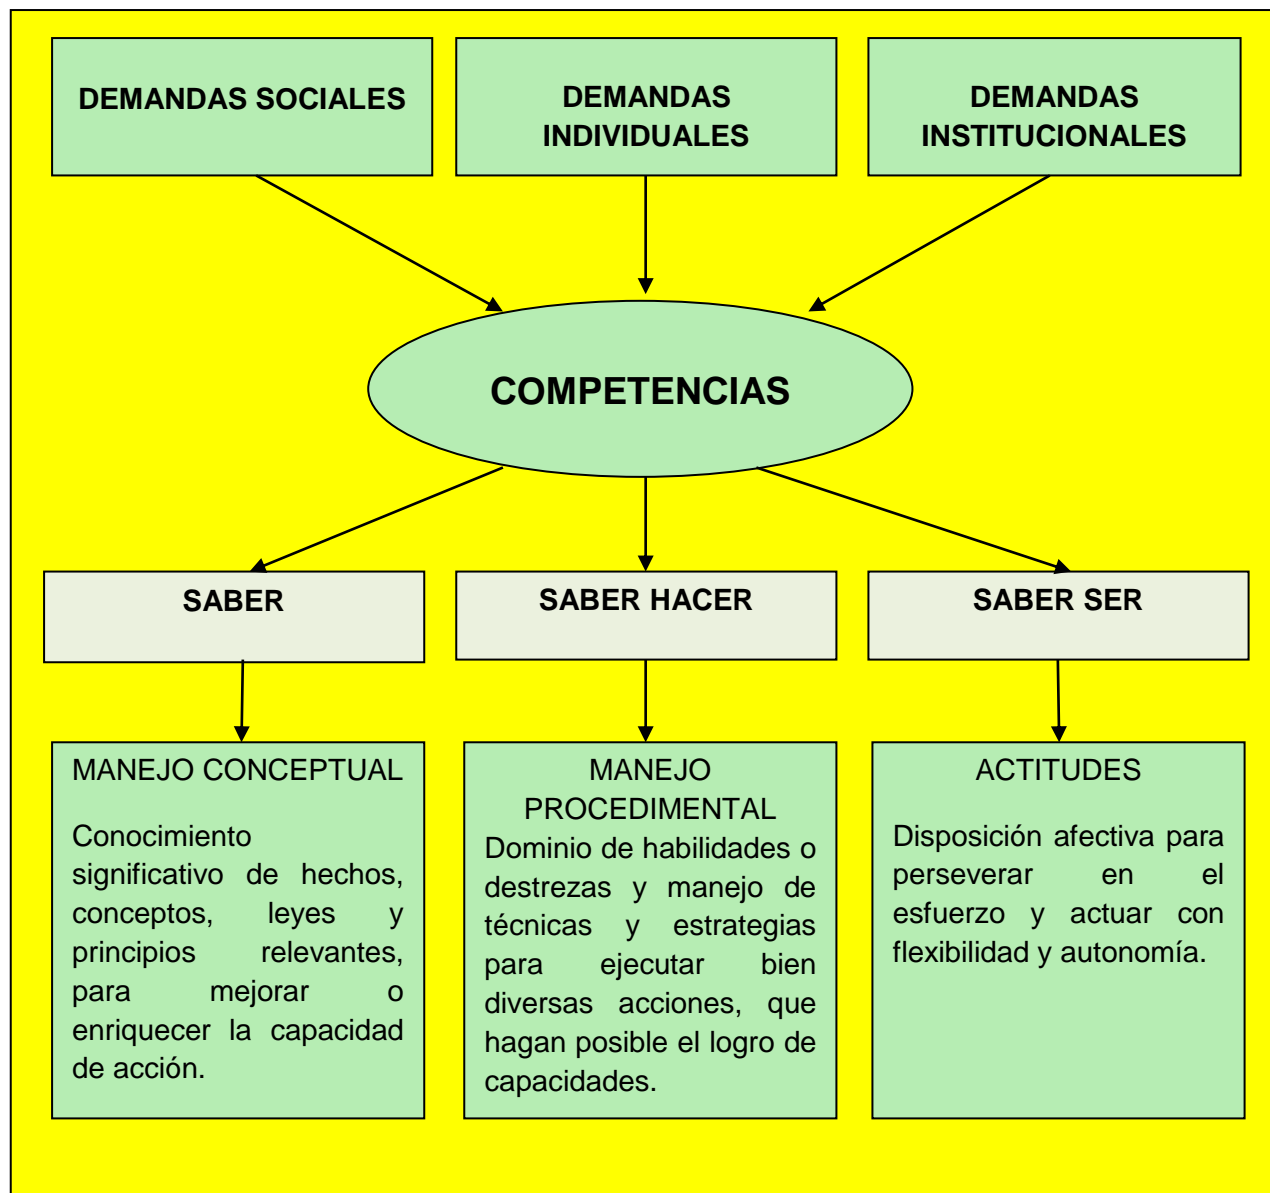 DEMANDAS SOCIALES
DEMANDAS
INDIVIDUALES
DEMANDAS
INSTITUCIONALES
COMPETENCIAS
SABER
SABER HACER
SABER SER
MANEJO CONCEPTUAL
Conocimiento
significativo de hechos,
conceptos, leyes y
principios relevantes,
para mejorar o
enriquecer la capacidad
de acción.
MANEJO
PROCEDIMENTAL
Dominio de habilidades o
destrezas y manejo de
técnicas y estrategias
para ejecutar bien
diversas acciones, que
hagan posible el logro de
capacidades.
ACTITUDES
Disposición afectiva para
perseverar en el
esfuerzo y actuar con
flexibilidad y autonomía.